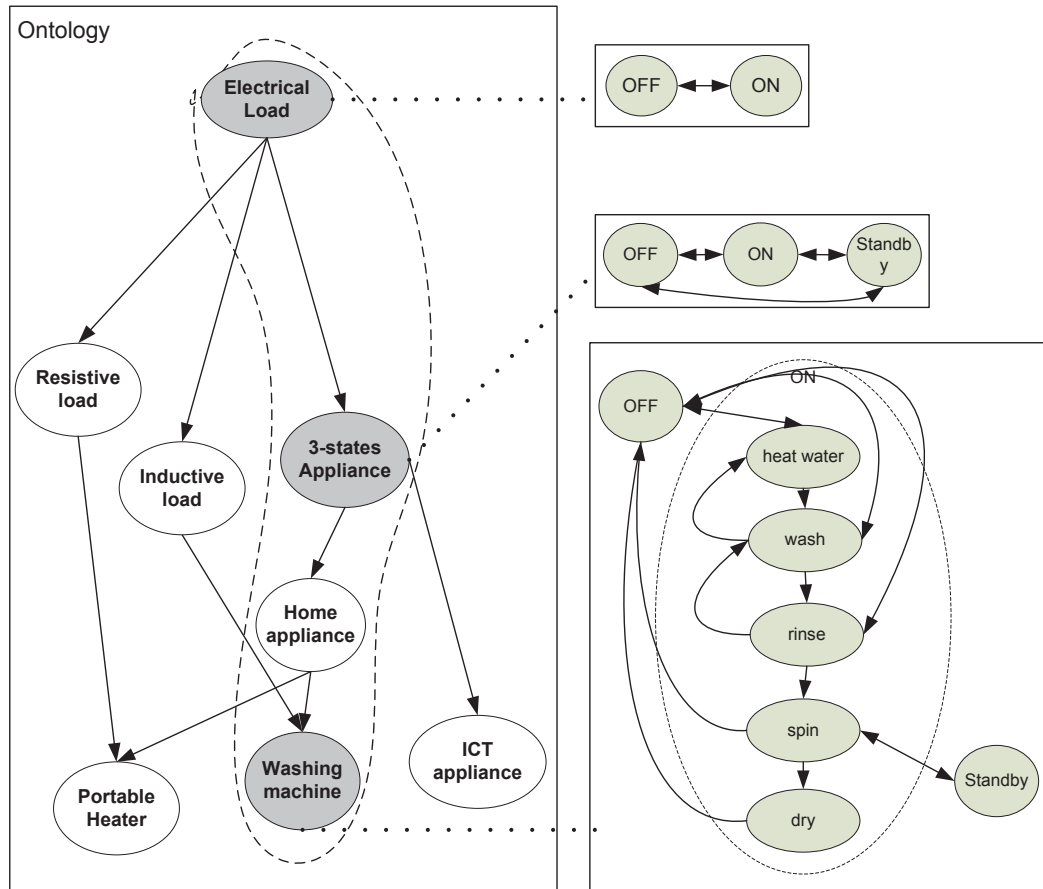 Ontology
Electrical
Load
Resistive
load
Inductive
load
3-states
Appliance
Home
appliance
Portable
Heater
Washing
machine
ICT
appliance
OFF
ON
OFF
ON
Standb
y
OFF
ON
heat water
wash
rinse
spin
dry
Standby